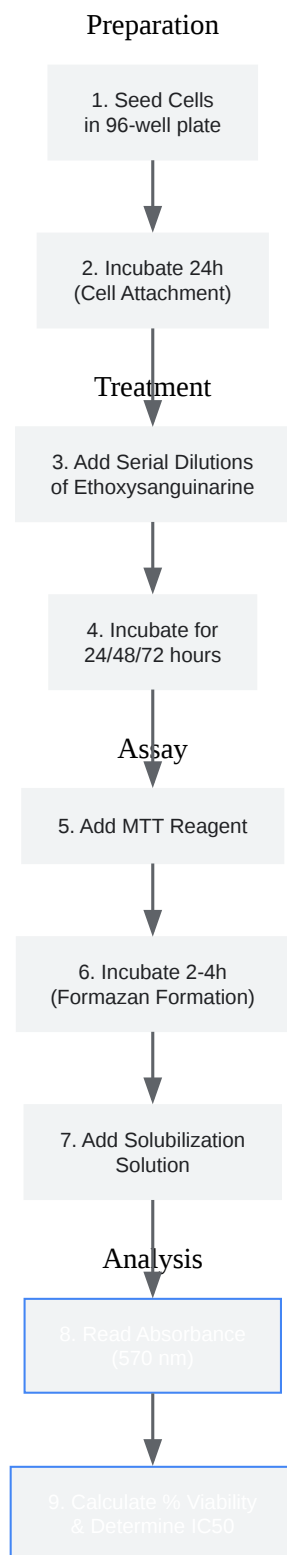 Preparation
1. Seed Cells
in 96-well plate
2. Incubate 24h
(Cell Attachment)
Treatment
3. Add Serial Dilutions
of Ethoxysanguinarine
4. Incubate for
24/48/72 hours
Assay
5. Add MTT Reagent
6. Incubate 2-4h
(Formazan Formation)
7. Add Solubilization
Solution
Analysis
8. Read Absorbance
(570 nm)
9. Calculate % Viability
& Determine IC50